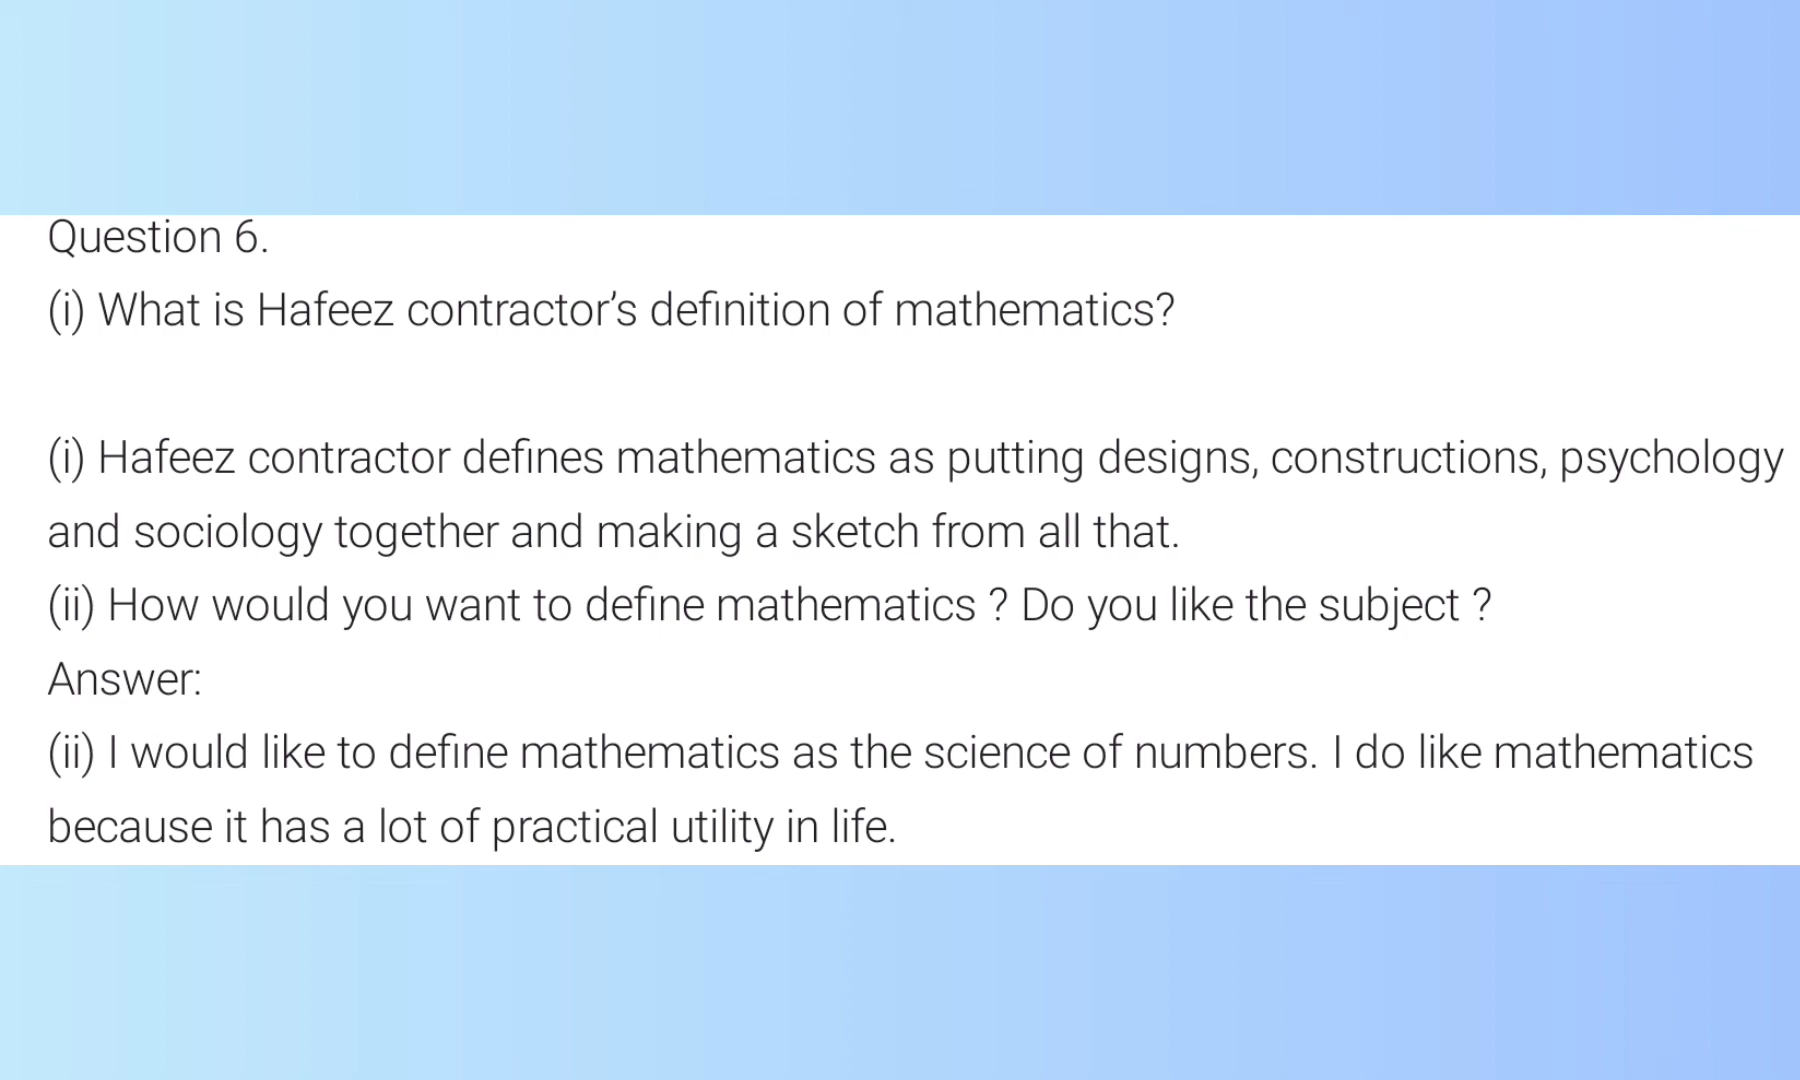 Question 6.
(i) What is Hafeez contractor’s definition of mathematics?
(i) Hafeez contractor defines mathematics as putting designs, constructions, psychology
and sociology together and making a sketch from all that.
(ii) How would you want to define mathematics ? Do you like the subject ?
Answer:
(ii) I would like to define mathematics as the science of numbers. I do like mathematics
because it has a lot of practical utility in life.